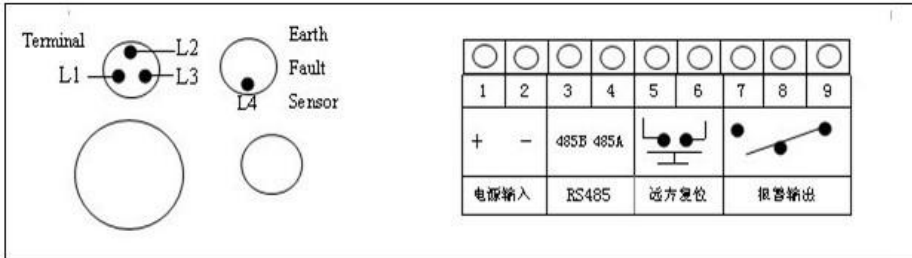 Terminal
L2
L1
L3
Earth
Fault
L4 Sensor
1 2 3 4 5 6 7 8 9
+ - 485B 485A
电源输入 RS485 远方复位 报警输出